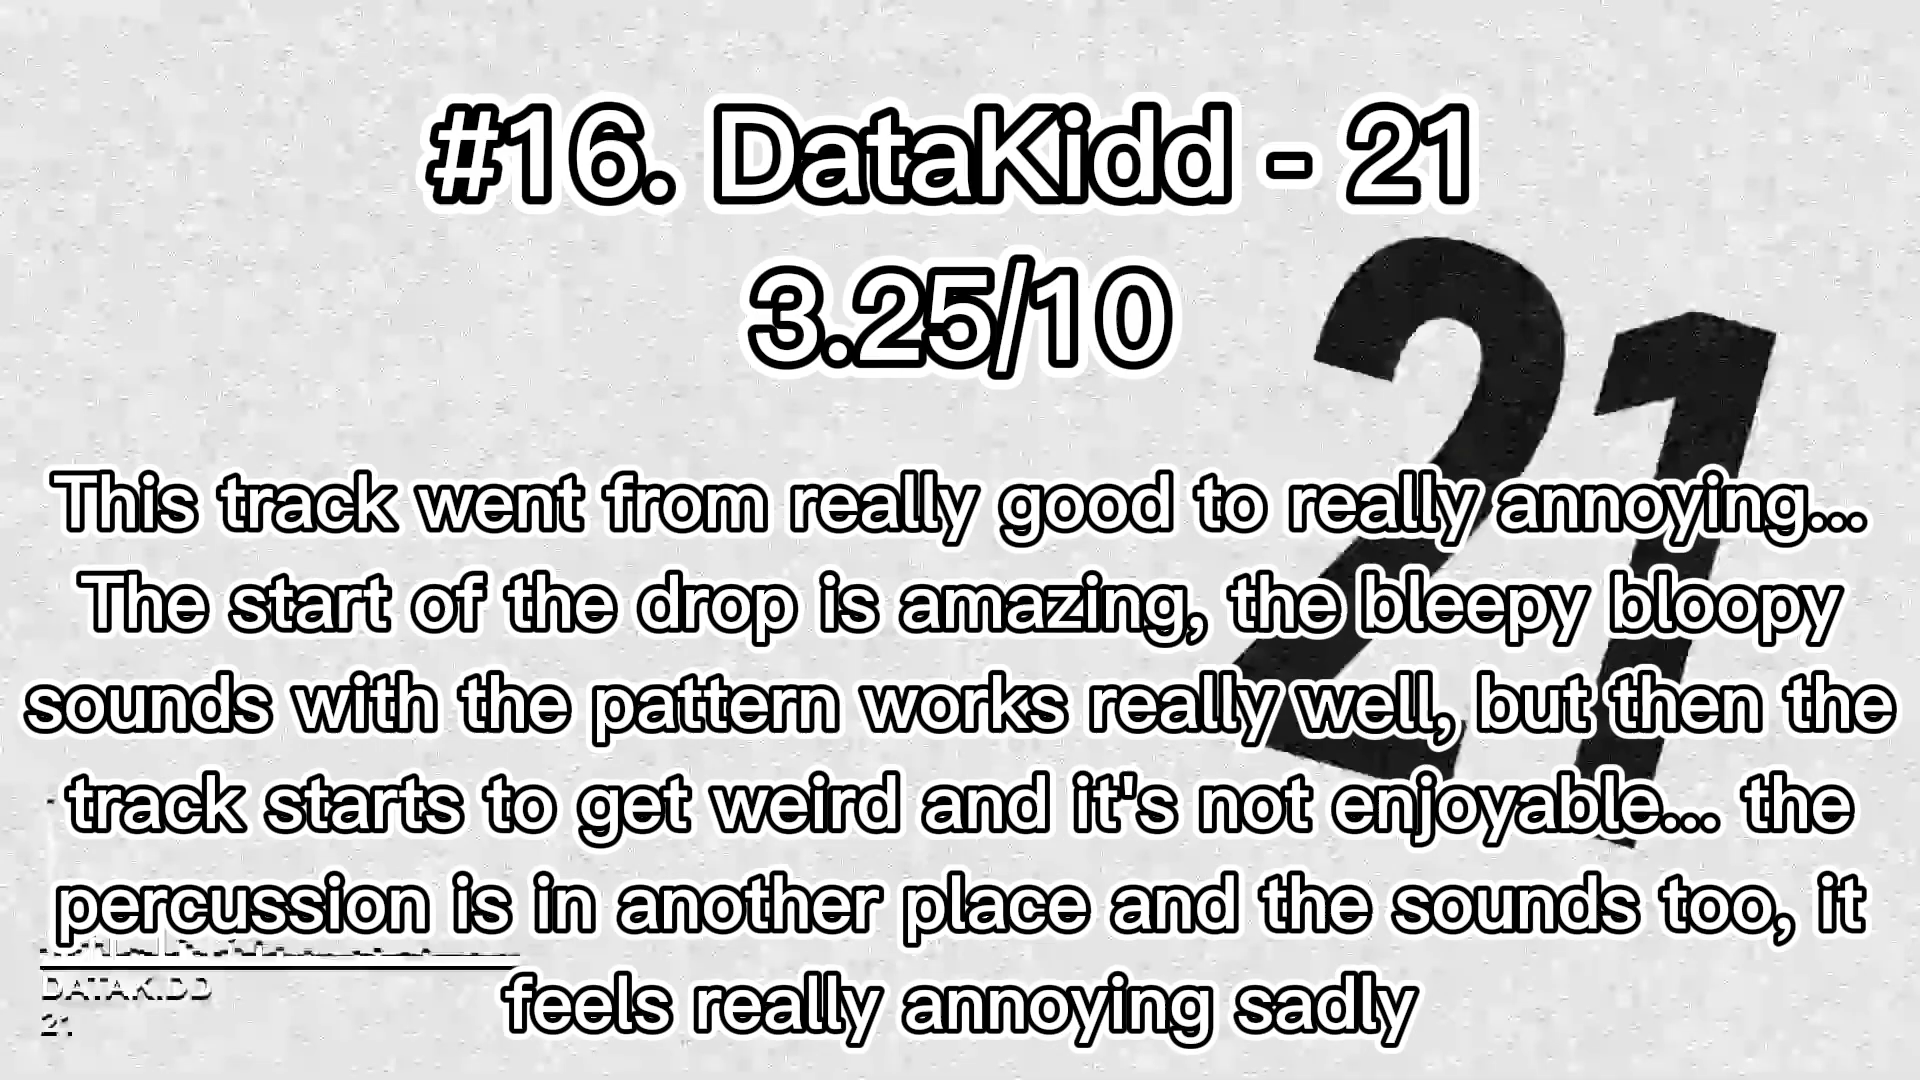 #16. DataKidd - 21
3.25/10
21
This track went from really good to really annoying...
The start of the drop is amazing, the bleepy bloopy
sounds with the pattern works really well, but then the
track starts to get weird and it's not enjoyable... the
percussion is in another place and the sounds too, it
feels really annoying sadly
DATAKIDD
21